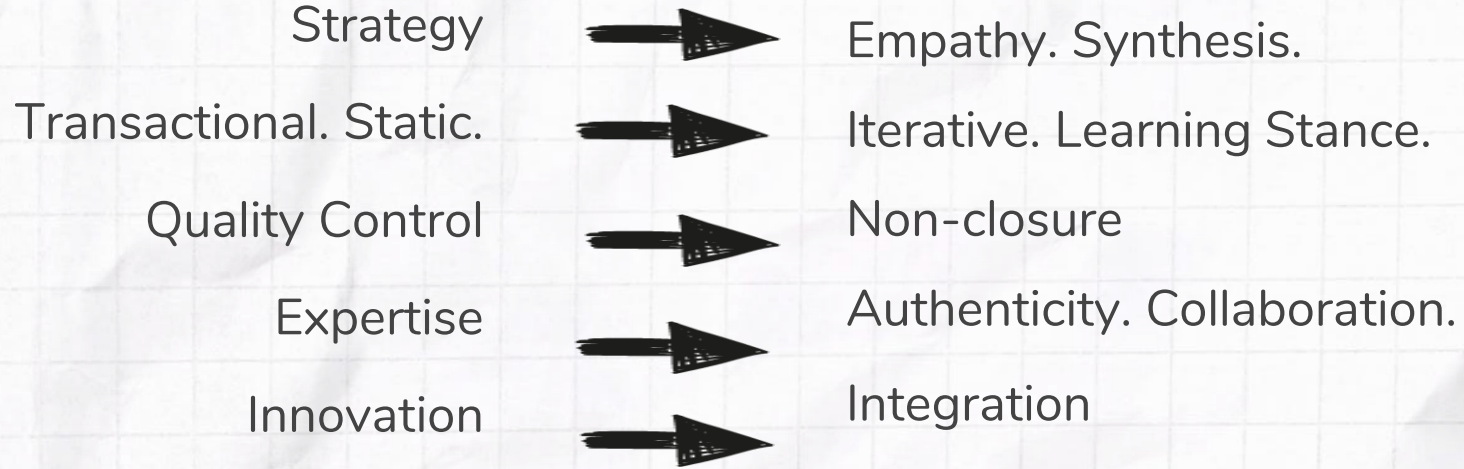 Strategy
Empathy. Synthesis.
Transactional. Static.
Iterative. Learning Stance.
Quality Control
Non-closure
Expertise
Authenticity. Collaboration.
Innovation
Integration